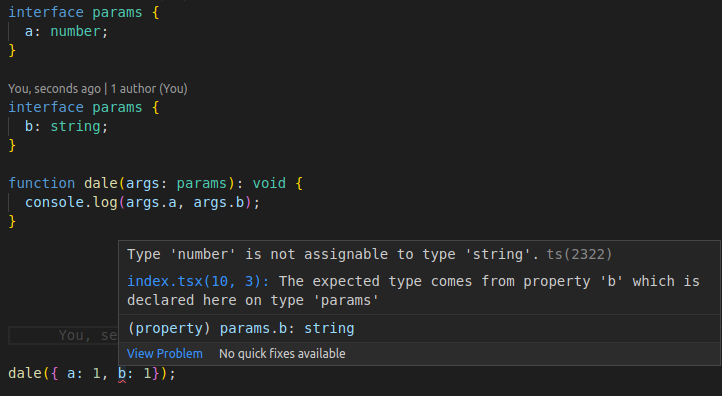 interface params {
a: number;
}
You, seconds ago | 1 author (You)
interface params {
b: string;
}
function dale(args: params): void {
console.log(args.a, args.b);
}
Type 'number' is not assignable to type 'string'. ts(2322)
index.tsx(10, 3): The expected type comes from property 'b' which is
declared here on type 'params'
(property) params.b: string
You, se
View Problem No quick fixes available
dale({ a: 1, b: 1});